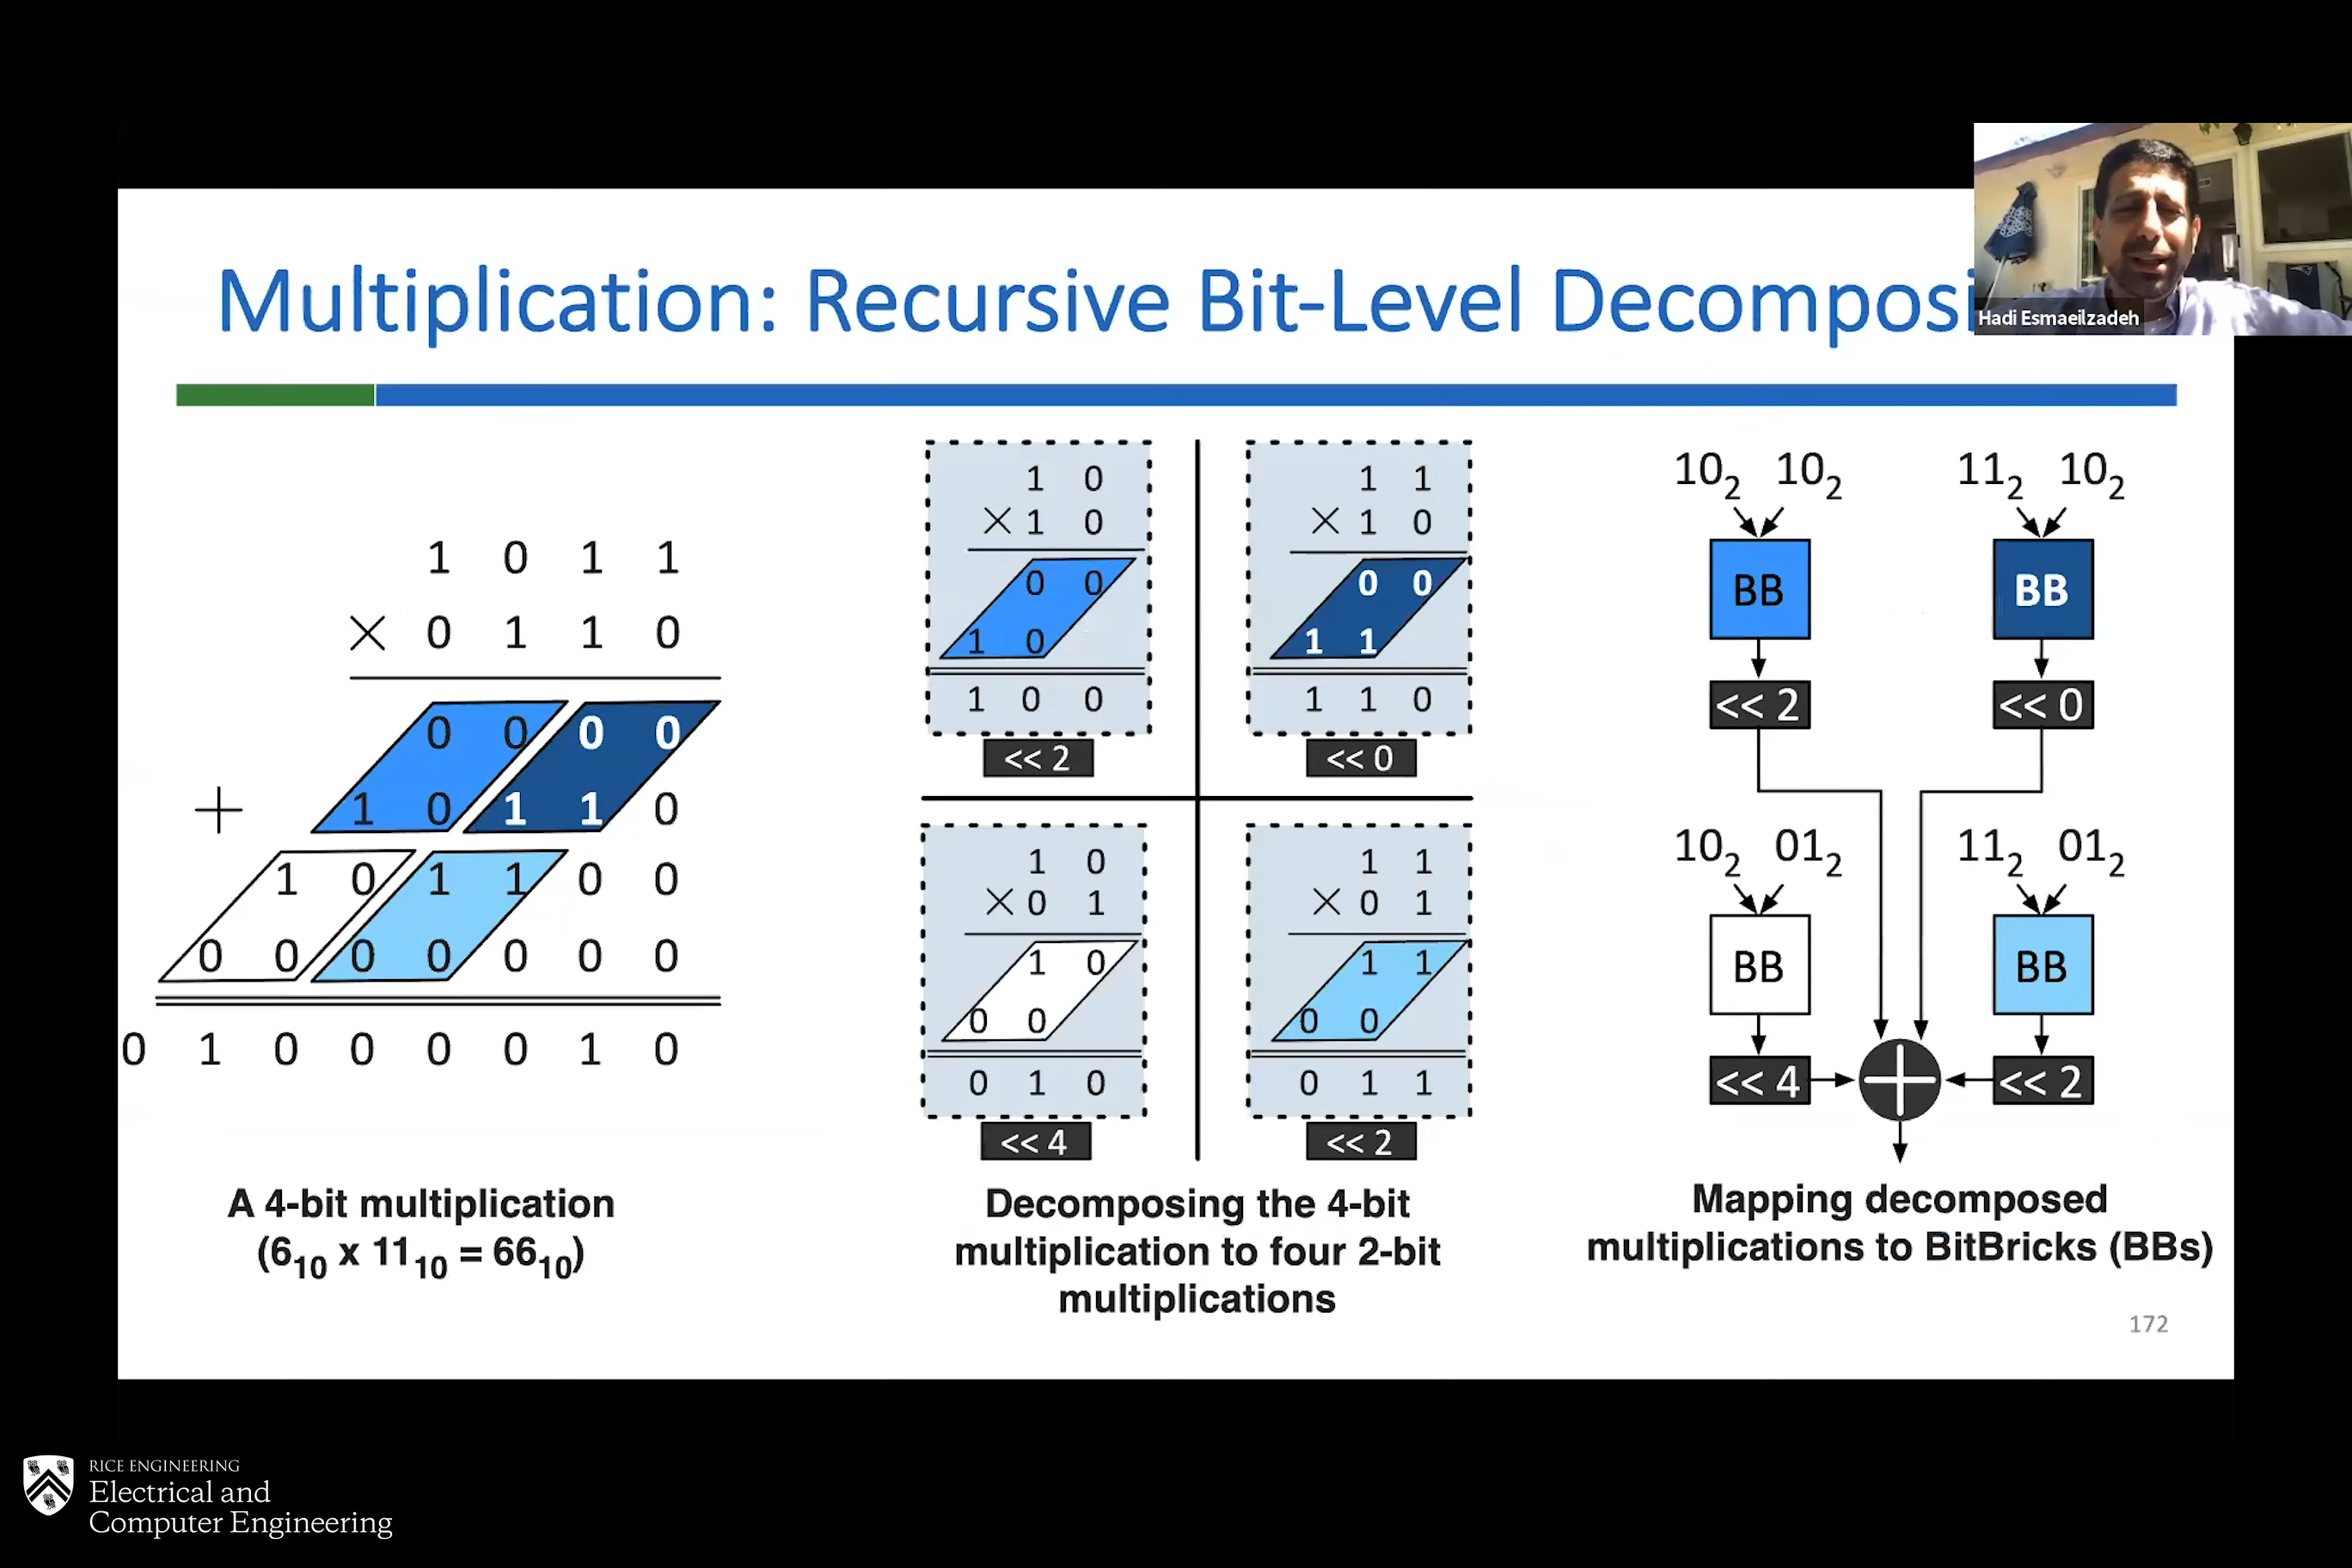 Multiplication: Recursive Bit-Level Decomposi
Hadi Esmaeilzadeh
1 0 1 1
× 0 1 1 0
0 0 0 0
+ 1 0 1 1 0
1 0 1 1 0 0
0 0 0 0 0 0 0
0 1 0 0 0 0 1 0
A 4-bit multiplication
(6₁₀ x 11₁₀ = 66₁₀)
1 0
×1 0
0 0
1 0
1 0 0
<< 2
1 1
×1 0
0 0
1 1
1 1 0
<< 0
1 0
×0 1
1 0
0 0
0 1 0
<< 4
1 1
×0 1
1 1
0 0
0 1 1
<< 2
Decomposing the 4-bit
multiplication to four 2-bit
multiplications
10₂ 10₂ 11₂ 10₂
BB BB
<< 2 << 0
10₂ 01₂ 11₂ 01₂
BB BB
<< 4 + << 2
Mapping decomposed
multiplications to BitBricks (BBs)
172
RICE ENGINEERING
Electrical and
Computer Engineering